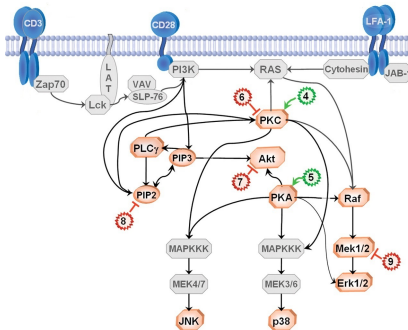 CD3
CD28
LFA-1
LAT
PI3K
RAS
Cytohesin
JAB-1
Zap70
Lck
VAV
SLP-76
6
4
PKC
PLCγ
PIP3
Akt
7
5
PIP2
8
PKA
Raf
MAPKKK
MAPKKK
Mek1/2
9
MEK4/7
MEK3/6
Erk1/2
JNK
p38